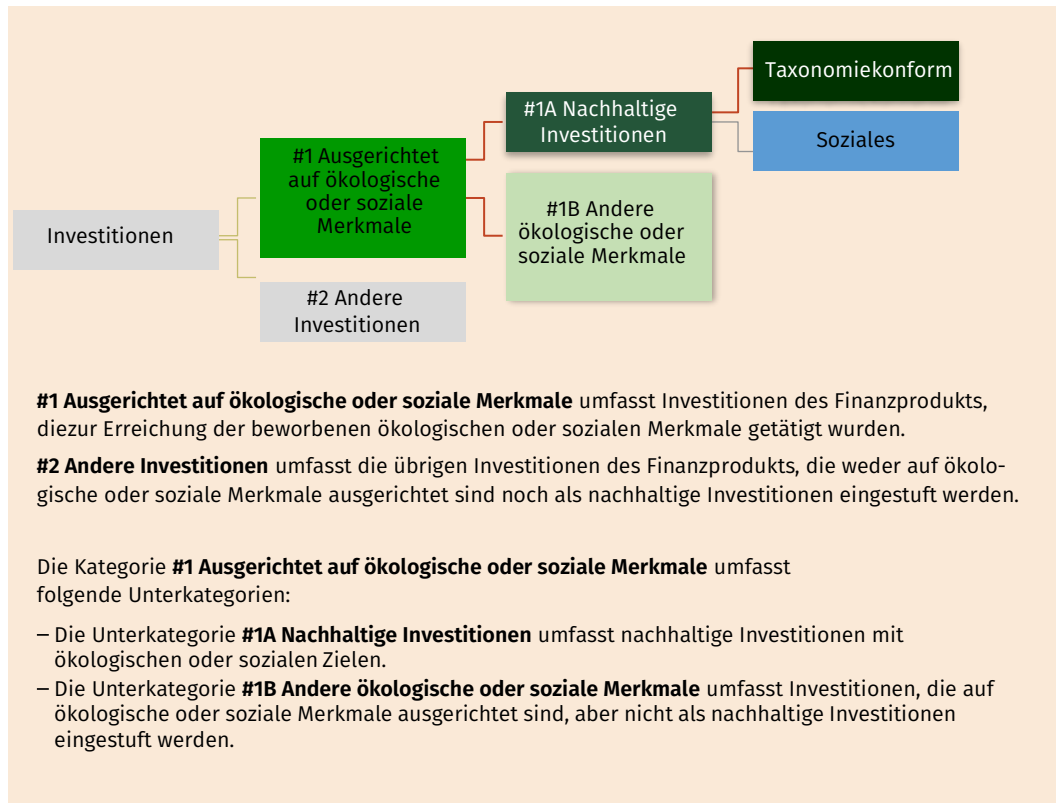 Taxonomiekonform
#1A Nachhaltige
Investitionen
Soziales
#1 Ausgerichtet
auf ökologische
oder soziale
Merkmale
#1B Andere
ökologische oder
soziale Merkmale
Investitionen
#2 Andere
Investitionen
#1 Ausgerichtet auf ökologische oder soziale Merkmale umfasst Investitionen des Finanzprodukts,
diezur Erreichung der beworbenen ökologischen oder sozialen Merkmale getätigt wurden.
#2 Andere Investitionen umfasst die übrigen Investitionen des Finanzprodukts, die weder auf ökolo-
gische oder soziale Merkmale ausgerichtet sind noch als nachhaltige Investitionen eingestuft werden.
Die Kategorie #1 Ausgerichtet auf ökologische oder soziale Merkmale umfasst
folgende Unterkategorien:
– Die Unterkategorie #1A Nachhaltige Investitionen umfasst nachhaltige Investitionen mit
ökologischen oder sozialen Zielen.
– Die Unterkategorie #1B Andere ökologische oder soziale Merkmale umfasst Investitionen, die auf
ökologische oder soziale Merkmale ausgerichtet sind, aber nicht als nachhaltige Investitionen
eingestuft werden.